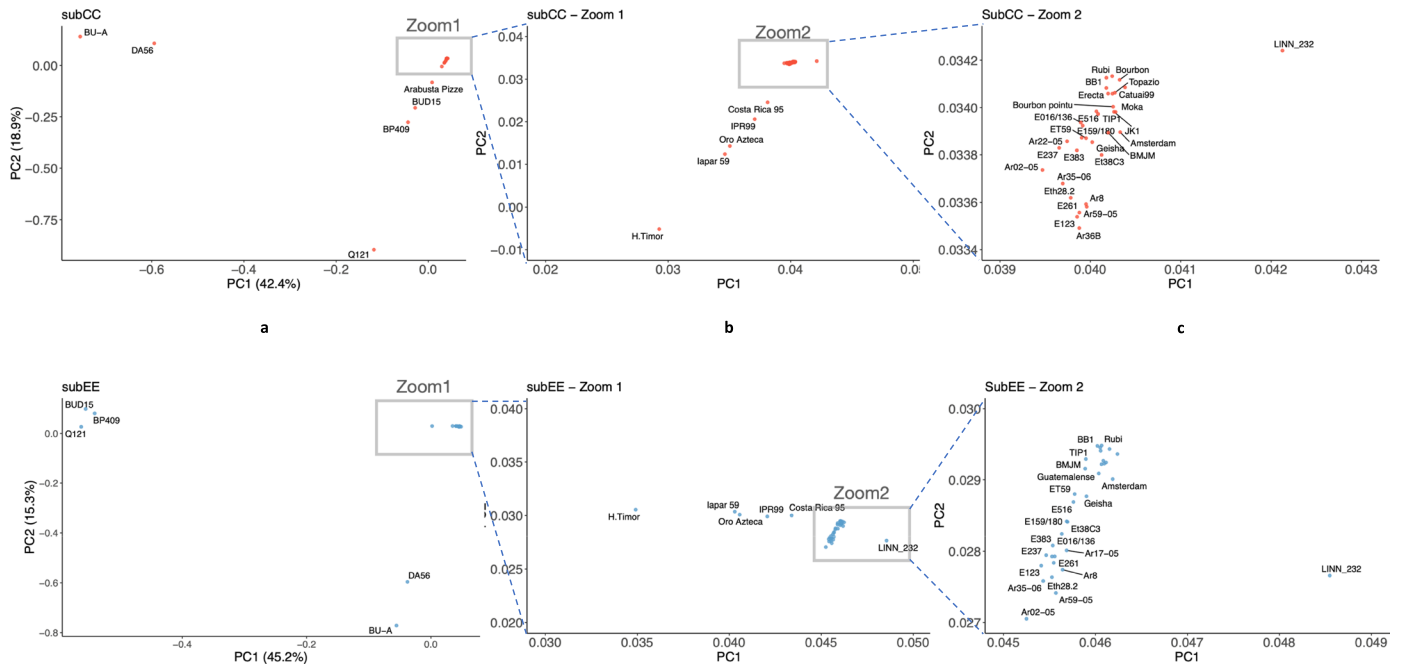 subCC
BU-A
DA56
Zoom1
Arabusta Pizze
BUD15
BP409
Q121
0.00
−0.25
−0.50
−0.75
PC2 (18.9%)
−0.6
−0.4
−0.2
0.0
PC1 (42.4%)
a
subCC − Zoom 1
Zoom2
0.04
0.03
0.02
0.01
0.00
−0.01
PC2
Costa Rica 95
IPR99
Oro Azteca
Iapar 59
H.Timor
0.02
0.03
0.04
PC1
b
SubCC − Zoom 2
LINN_232
0.0342
0.0340
0.0338
0.0336
0.0334
PC2
Rubi
Bourbon
BB1
Topazio
Erecta
Catuai99
Bourbon pointu
Moka
E016/136
E516
TIP1
ET59
E159/180
JK1
Ar22−05
Geisha
Amsterdam
E237
E383
Et38C3
BMJM
Ar02−05
Ar35−06
Eth28.2
Ar8
E261
Ar59−05
E123
Ar36B
0.039
0.040
0.041
0.042
0.043
PC1
c
subEE
BUD15
BP409
Q121
Zoom1
DA56
BU-A
0.0
−0.2
−0.4
−0.6
−0.8
PC2 (15.3%)
−0.4
−0.2
0.0
PC1 (45.2%)
subEE − Zoom 1
0.040
0.035
0.030
0.025
0.020
H.Timor
Iapar 59
Oro Azteca
IPR99
Costa Rica 95
Zoom2
LINN_232
0.030
0.035
0.040
0.045
0.050
PC1
SubEE − Zoom 2
0.030
0.029
0.028
0.027
PC2
BB1
Rubi
TIP1
BMJM
Guatemalense
Amsterdam
ET59
Geisha
E516
E159/180
Et38C3
E383
E016/136
E237
Ar17−05
E261
E123
Ar8
Ar35−06
Eth28.2
Ar59−05
Ar02−05
LINN_232
0.045
0.046
0.047
0.048
0.049
PC1